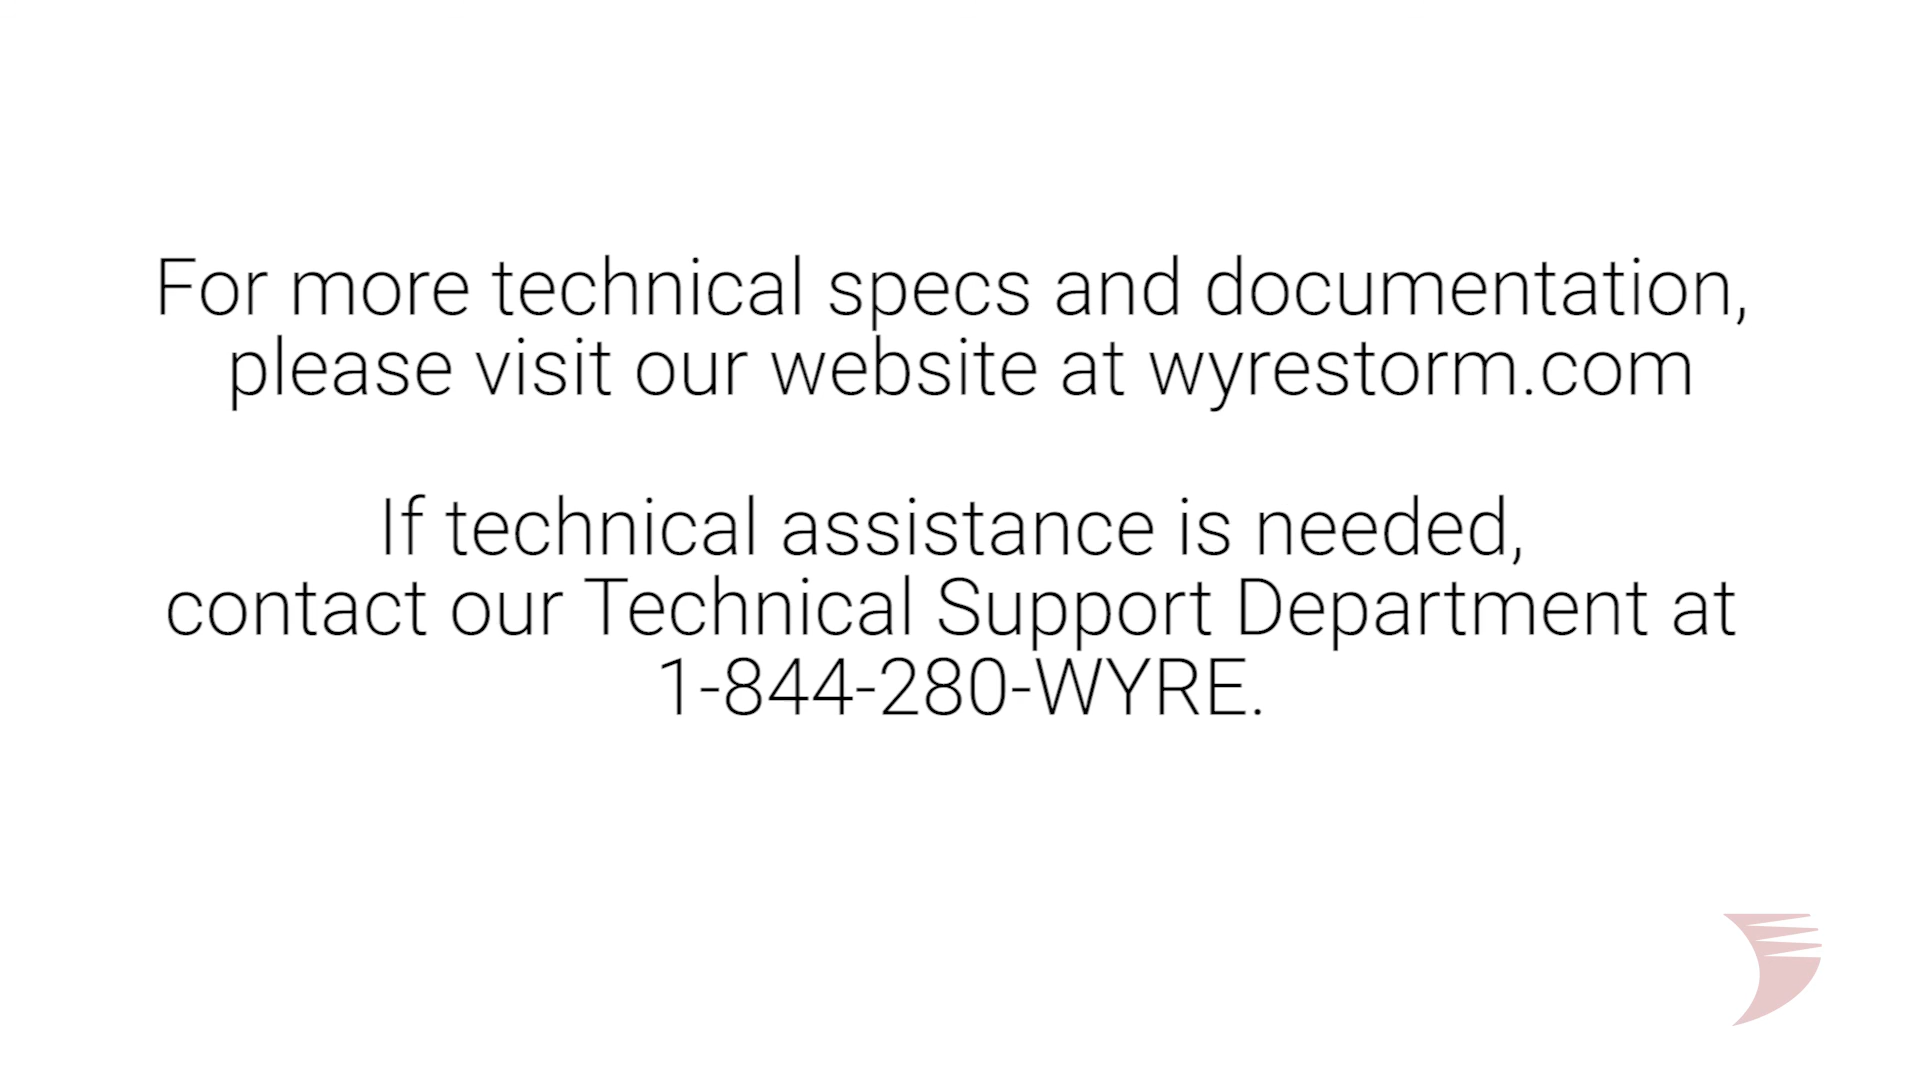 For more technical specs and documentation,
please visit our website at wyrestorm.com
If technical assistance is needed,
contact our Technical Support Department at
1-844-280-WYRE.